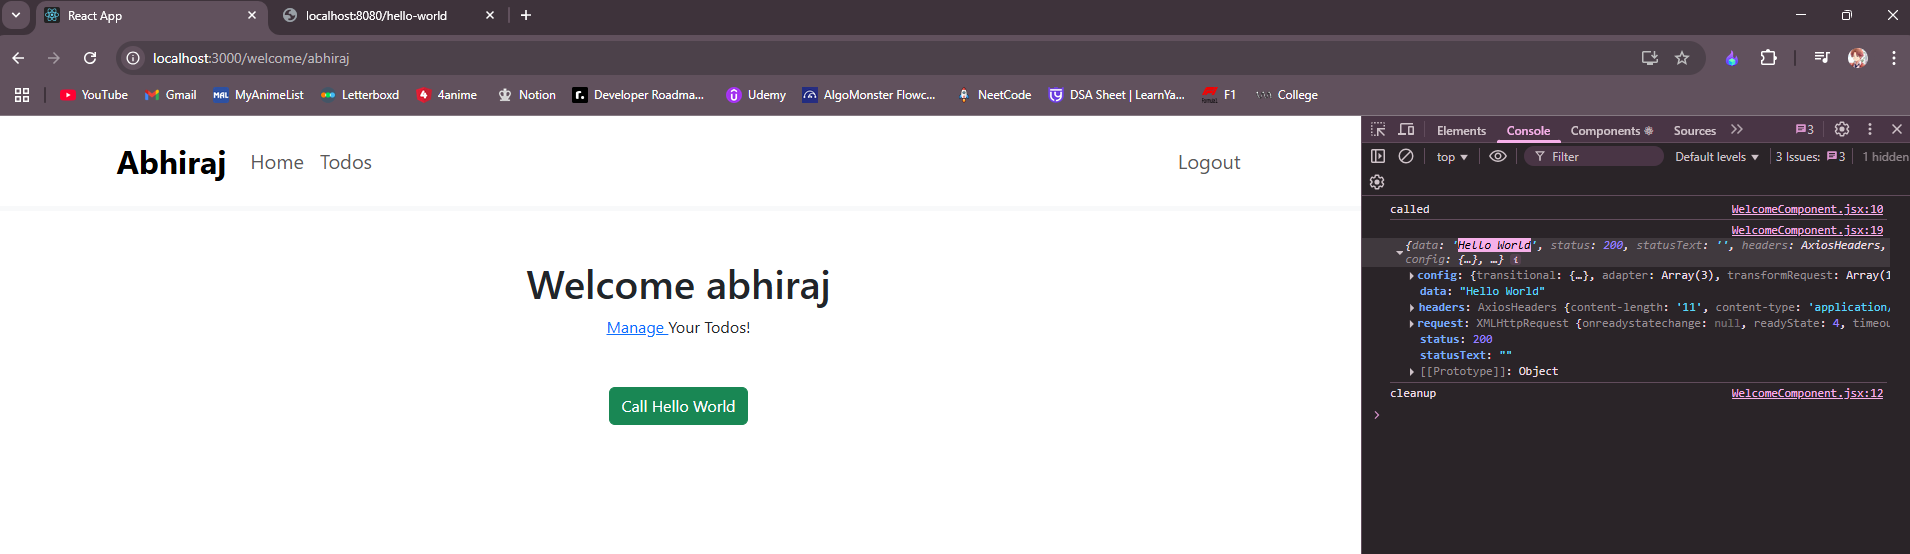 React App
localhost:8080/hello-world
localhost:3000/welcome/abhiraj
YouTube Gmail MAL MyAnimeList Letterboxd 4anime Notion Developer Roadma... Udemy AlgoMonster Flowc... NeetCode DSA Sheet | LearnYa... F1 College
Abhiraj Home Todos Logout
Welcome abhiraj
Manage Your Todos!
Call Hello World
Elements Console Components Sources 3
top Filter Default levels 3 Issues: 3 1 hidden
called WelcomeComponent.jsx:10
WelcomeComponent.jsx:19
{data: 'Hello World', status: 200, statusText: '', headers: AxiosHeaders,
config: {…}, …} i
config: {transitional: {…}, adapter: Array(3), transformRequest: Array(1
data: "Hello World"
headers: AxiosHeaders {content-length: '11', content-type: 'application,
request: XMLHttpRequest {onreadystatechange: null, readyState: 4, timeou
status: 200
statusText: ""
[[Prototype]]: Object
cleanup WelcomeComponent.jsx:12